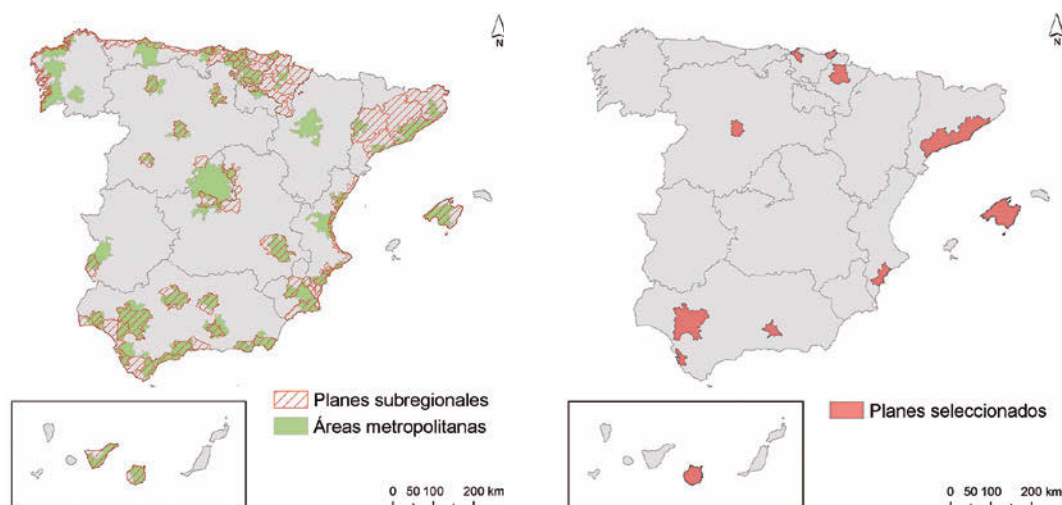 N
Planes subregionales
Áreas metropolitanas
0 50 100 200 km
N
Planes seleccionados
0 50 100 200 km